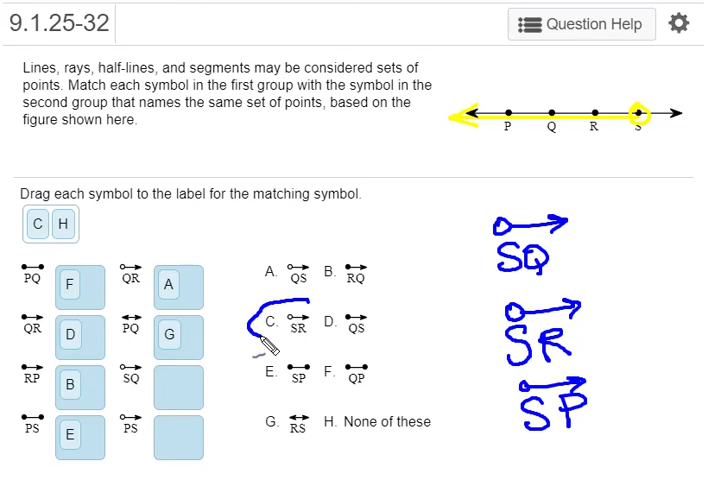 9.1.25-32
Question Help
Lines, rays, half-lines, and segments may be considered sets of
points. Match each symbol in the first group with the symbol in the
second group that names the same set of points, based on the
figure shown here.
P Q R S
Drag each symbol to the label for the matching symbol.
C H
PQ F QR A
QR D PQ G
RP B SQ
PS E PS
A. QS B. RQ
C. SR D. QS
E. SP F. QP
G. RS H. None of these
SQ
SR
SP